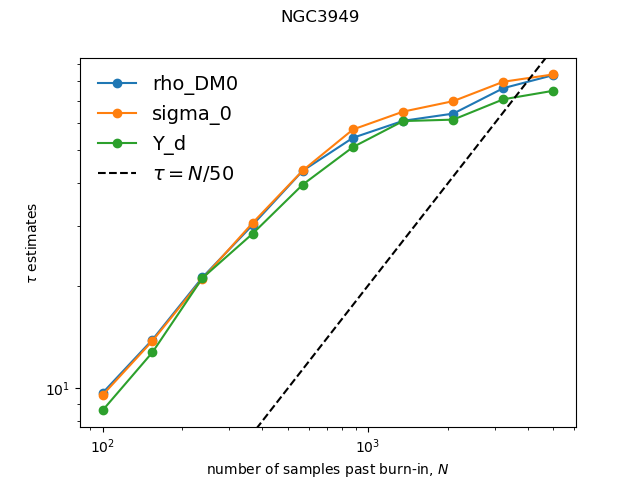 NGC3949
rho_DM0
sigma_0
Y_d
τ = N/50
τ estimates
10¹
10² 10³
number of samples past burn-in, N